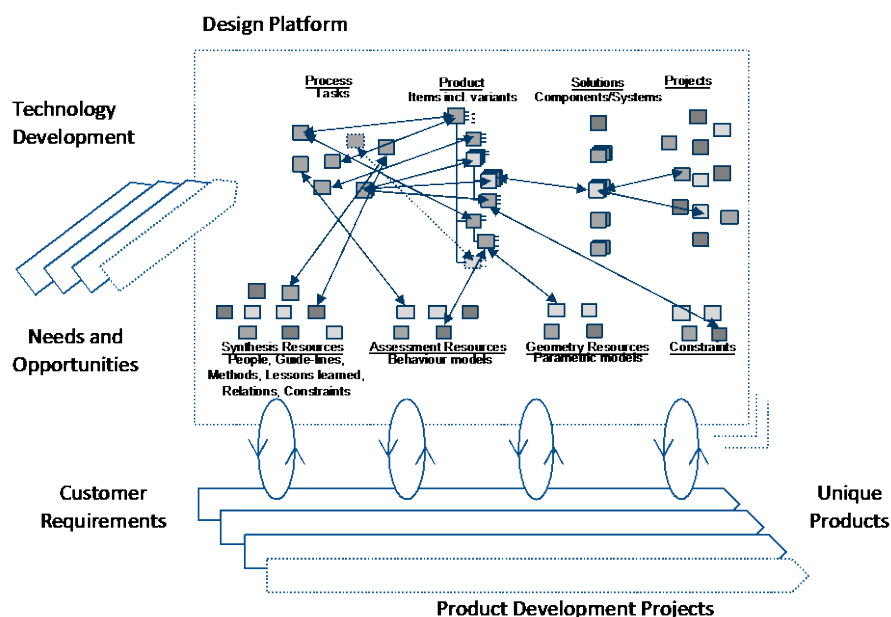 Design Platform
Technology
Development
Process
Tasks
Product
Items incl. variants
Solutions
Components/Systems
Projects
Needs and
Opportunities
Synthesis Resources
People, Guide-lines,
Methods, Lessons learned,
Relations, Constraints
Assessment Resources
Behaviour models
Geometry Resources
Parametric models
Constraints
Customer
Requirements
Unique
Products
Product Development Projects